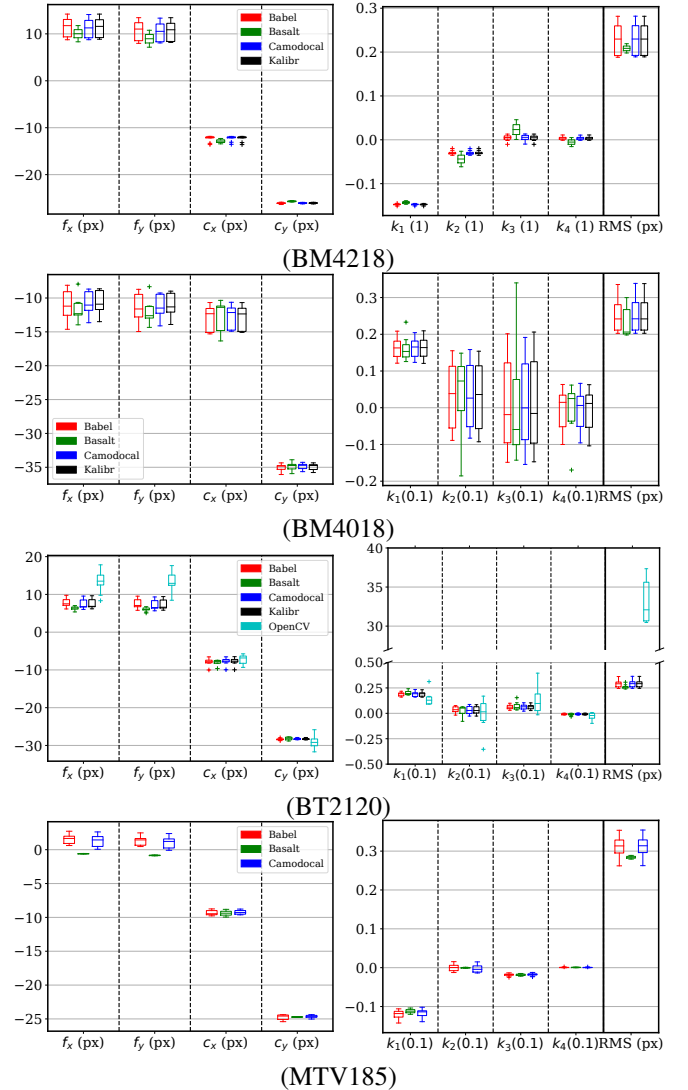 10
0
−10
−20
Babel
Basalt
Camodocal
Kalibr
f_x (px)
f_y (px)
c_x (px)
c_y (px)
0.3
0.2
0.1
0.0
−0.1
k_1 (1)
k_2 (1)
k_3 (1)
k_4 (1)
RMS (px)
(BM4218)
−10
−15
−20
−25
−30
−35
Babel
Basalt
Camodocal
Kalibr
f_x (px)
f_y (px)
c_x (px)
c_y (px)
0.3
0.2
0.1
0.0
−0.1
−0.2
k_1(0.1)
k_2(0.1)
k_3(0.1)
k_4(0.1)
RMS (px)
(BM4018)
20
10
0
−10
−20
−30
Babel
Basalt
Camodocal
Kalibr
OpenCV
f_x (px)
f_y (px)
c_x (px)
c_y (px)
40
35
30
0.50
0.25
0.00
−0.25
−0.50
k_1(0.1)
k_2(0.1)
k_3(0.1)
k_4(0.1)
RMS (px)
(BT2120)
0
−5
−10
−15
−20
−25
Babel
Basalt
Camodocal
f_x (px)
f_y (px)
c_x (px)
c_y (px)
0.3
0.2
0.1
0.0
−0.1
k_1(0.1)
k_2(0.1)
k_3(0.1)
k_4(0.1)
RMS (px)
(MTV185)